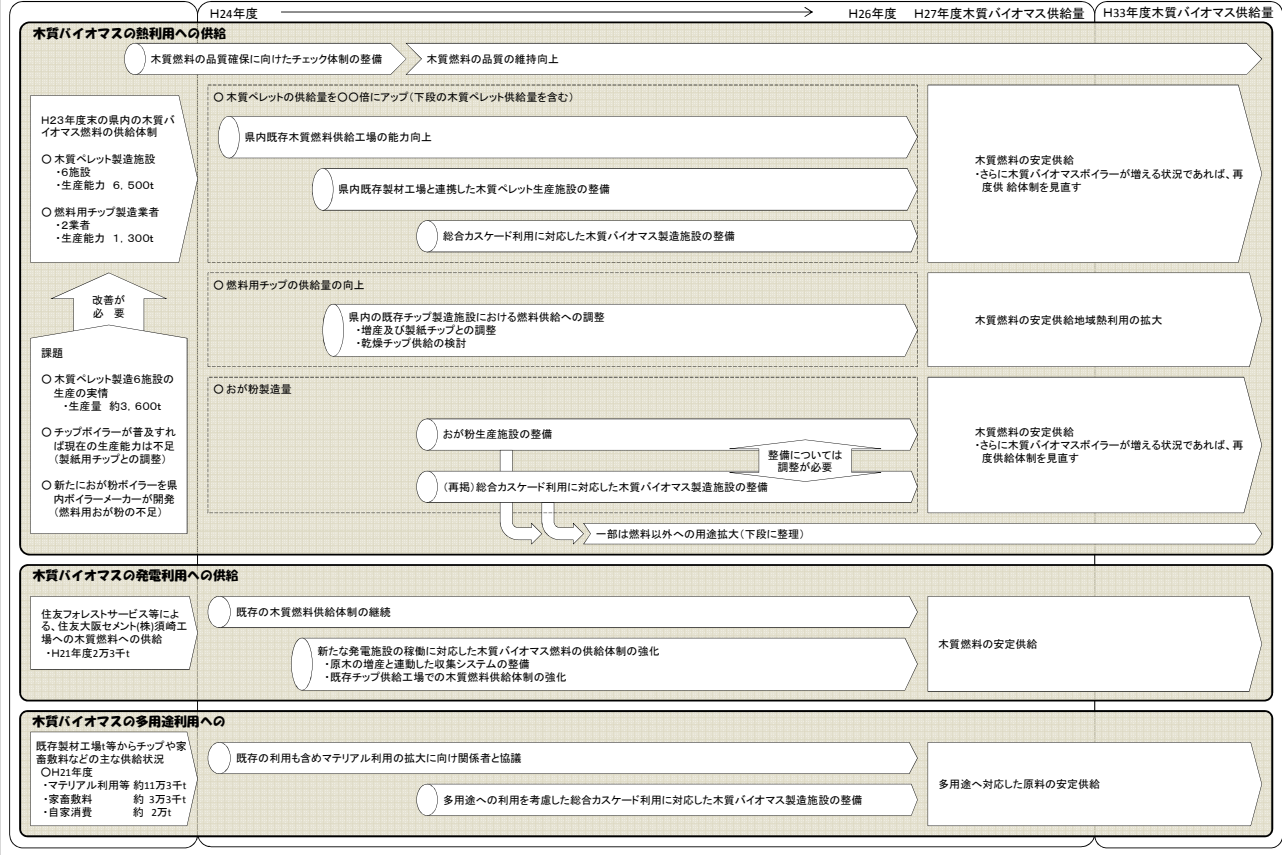 H24年度
H26年度
H27年度木質バイオマス供給量
H33年度木質バイオマス供給量
木質バイオマスの熱利用への供給
木質燃料の品質確保に向けたチェック体制の整備
木質燃料の品質の維持向上
H23年度末の県内の木質バ
イオマス燃料の供給体制
○ 木質ペレット製造施設
・6施設
・生産能力 6,500t
○ 燃料用チップ製造業者
・2業者
・生産能力 1,300t
改善が
必 要
課題
○ 木質ペレット製造6施設の
生産の実情
・生産量 約3,600t
○ チップボイラーが普及すれ
ば現在の生産能力は不足
(製紙用チップとの調整)
○ 新たにおが粉ボイラーを県
内ボイラーメーカーが開発
(燃料用おが粉の不足)
○ 木質ペレットの供給量を○○倍にアップ(下段の木質ペレット供給量を含む)
県内既存木質燃料供給工場の能力向上
県内既存製材工場と連携した木質ペレット生産施設の整備
総合カスケード利用に対応した木質バイオマス製造施設の整備
木質燃料の安定供給
・さらに木質バイオマスボイラーが増える状況であれば、再
度供 給体制を見直す
○ 燃料用チップの供給量の向上
県内の既存チップ製造施設における燃料供給への調整
・増産及び製紙チップとの調整
・乾燥チップ供給の検討
木質燃料の安定供給地域熱利用の拡大
○ おが粉製造量
おが粉生産施設の整備
整備については
調整が必要
(再掲)総合カスケード利用に対応した木質バイオマス製造施設の整備
木質燃料の安定供給
・さらに木質バイオマスボイラーが増える状況であれば、再
度供給体制を見直す
一部は燃料以外への用途拡大(下段に整理)
木質バイオマスの発電利用への供給
住友フォレストサービス等によ
る、住友大阪セメント(株)須崎工
場への木質燃料への供給
・H21年度2万3千t
既存の木質燃料供給体制の継続
新たな発電施設の稼働に対応した木質バイオマス燃料の供給体制の強化
・原木の増産と連動した収集システムの整備
・既存チップ供給工場での木質燃料供給体制の強化
木質燃料の安定供給
木質バイオマスの多用途利用への
既存製材工場t等からチップや家
畜敷料などの主な供給状況
○H21年度
・マテリアル利用等 約11万3千t
・家畜敷料 約 3万3千t
・自家消費 約 2万t
既存の利用も含めマテリアル利用の拡大に向け関係者と協議
多用途への利用を考慮した総合カスケード利用に対応した木質バイオマス製造施設の整備
多用途へ対応した原料の安定供給